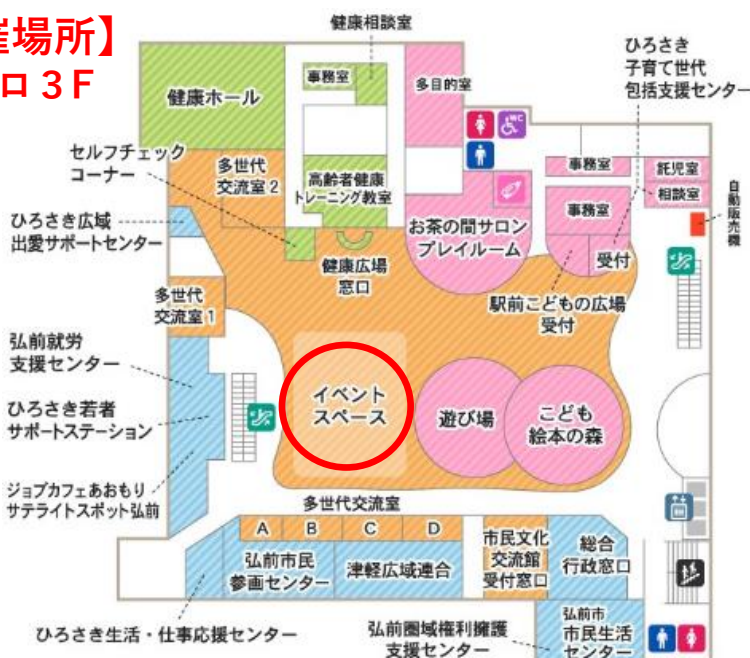 催場所】
ロ 3F
健康相談室
ひろさき
子育て世代
包括支援センター
事務室
多目的室
健康ホール
WC
セルフチェック
コーナー
多世代
交流室2
高齢者健康
トレーニング教室
事務室
託児室
相談室
自動販売機
お茶の間サロン
プレイルーム
事務室
受付
ひろさき広域
出愛サポートセンター
健康広場
窓口
駅前こどもの広場
受付
多世代
交流室1
弘前就労
支援センター
イベント
スペース
遊び場
こども
絵本の森
ひろさき若者
サポートステーション
ジョブカフェあおもり
サテライトスポット弘前
多世代交流室
A B C D
弘前市民
参画センター
津軽広域連合
市民文化
交流館
受付窓口
総合
行政窓口
ひろさき生活・仕事応援センター
弘前圏域権利擁護
支援センター
弘前市
市民生活
センター